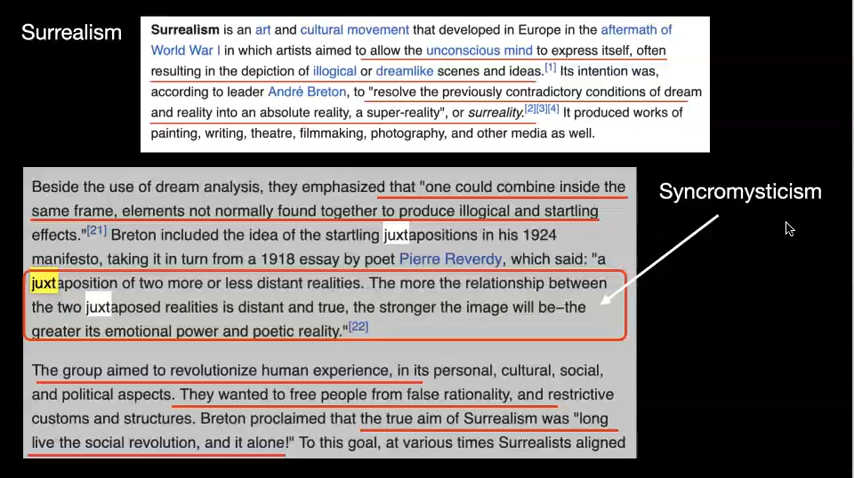 Surrealism
Surrealism is an art and cultural movement that developed in Europe in the aftermath of
World War I in which artists aimed to allow the unconscious mind to express itself, often
resulting in the depiction of illogical or dreamlike scenes and ideas.[1] Its intention was,
according to leader André Breton, to "resolve the previously contradictory conditions of dream
and reality into an absolute reality, a super-reality", or surreality.[2][3][4] It produced works of
painting, writing, theatre, filmmaking, photography, and other media as well.
Beside the use of dream analysis, they emphasized that "one could combine inside the
same frame, elements not normally found together to produce illogical and startling
effects."[21] Breton included the idea of the startling juxtapositions in his 1924
manifesto, taking it in turn from a 1918 essay by poet Pierre Reverdy, which said: "a
juxtaposition of two more or less distant realities. The more the relationship between
the two juxtaposed realities is distant and true, the stronger the image will be–the
greater its emotional power and poetic reality."[22]
The group aimed to revolutionize human experience, in its personal, cultural, social,
and political aspects. They wanted to free people from false rationality, and restrictive
customs and structures. Breton proclaimed that the true aim of Surrealism was "long
live the social revolution, and it alone!" To this goal, at various times Surrealists aligned
Syncromysticism